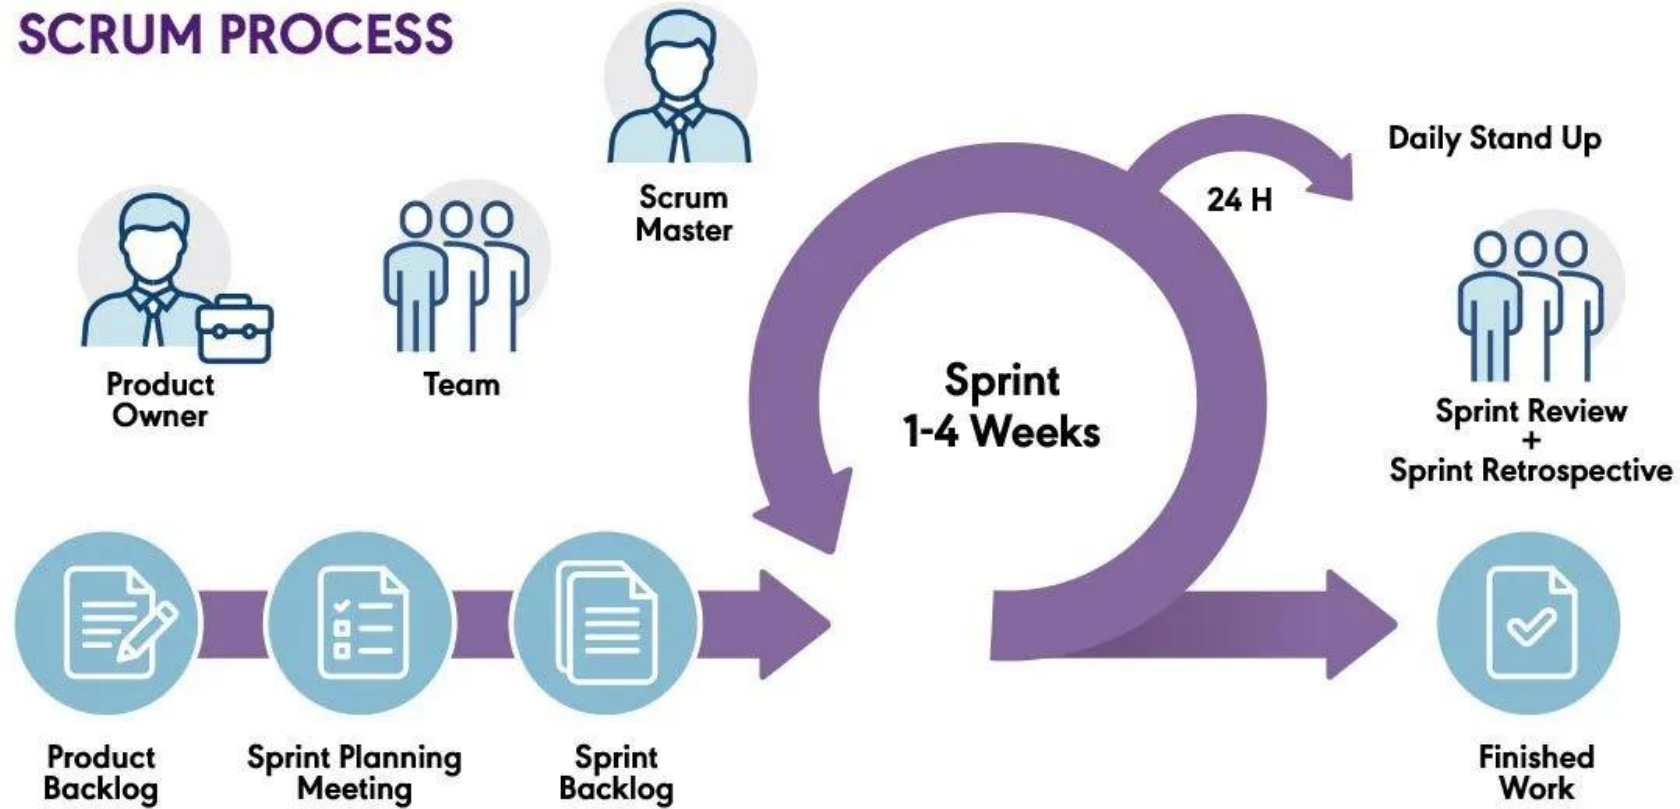 SCRUM PROCESS
Scrum
Master
Product
Owner
Team
Daily Stand Up
24 H
Sprint
1-4 Weeks
Sprint Review
+
Sprint Retrospective
Product
Backlog
Sprint Planning
Meeting
Sprint
Backlog
Finished
Work